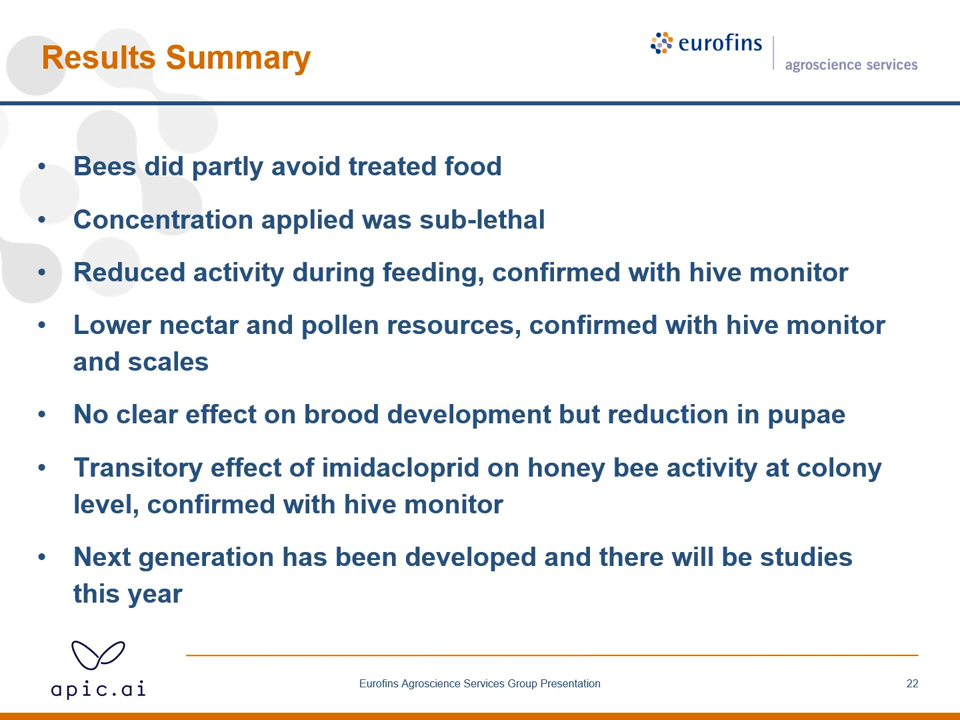 Results Summary
eurofins
agroscience services
• Bees did partly avoid treated food
• Concentration applied was sub-lethal
• Reduced activity during feeding, confirmed with hive monitor
• Lower nectar and pollen resources, confirmed with hive monitor
and scales
• No clear effect on brood development but reduction in pupae
• Transitory effect of imidacloprid on honey bee activity at colony
level, confirmed with hive monitor
• Next generation has been developed and there will be studies
this year
apic.ai
Eurofins Agroscience Services Group Presentation
22